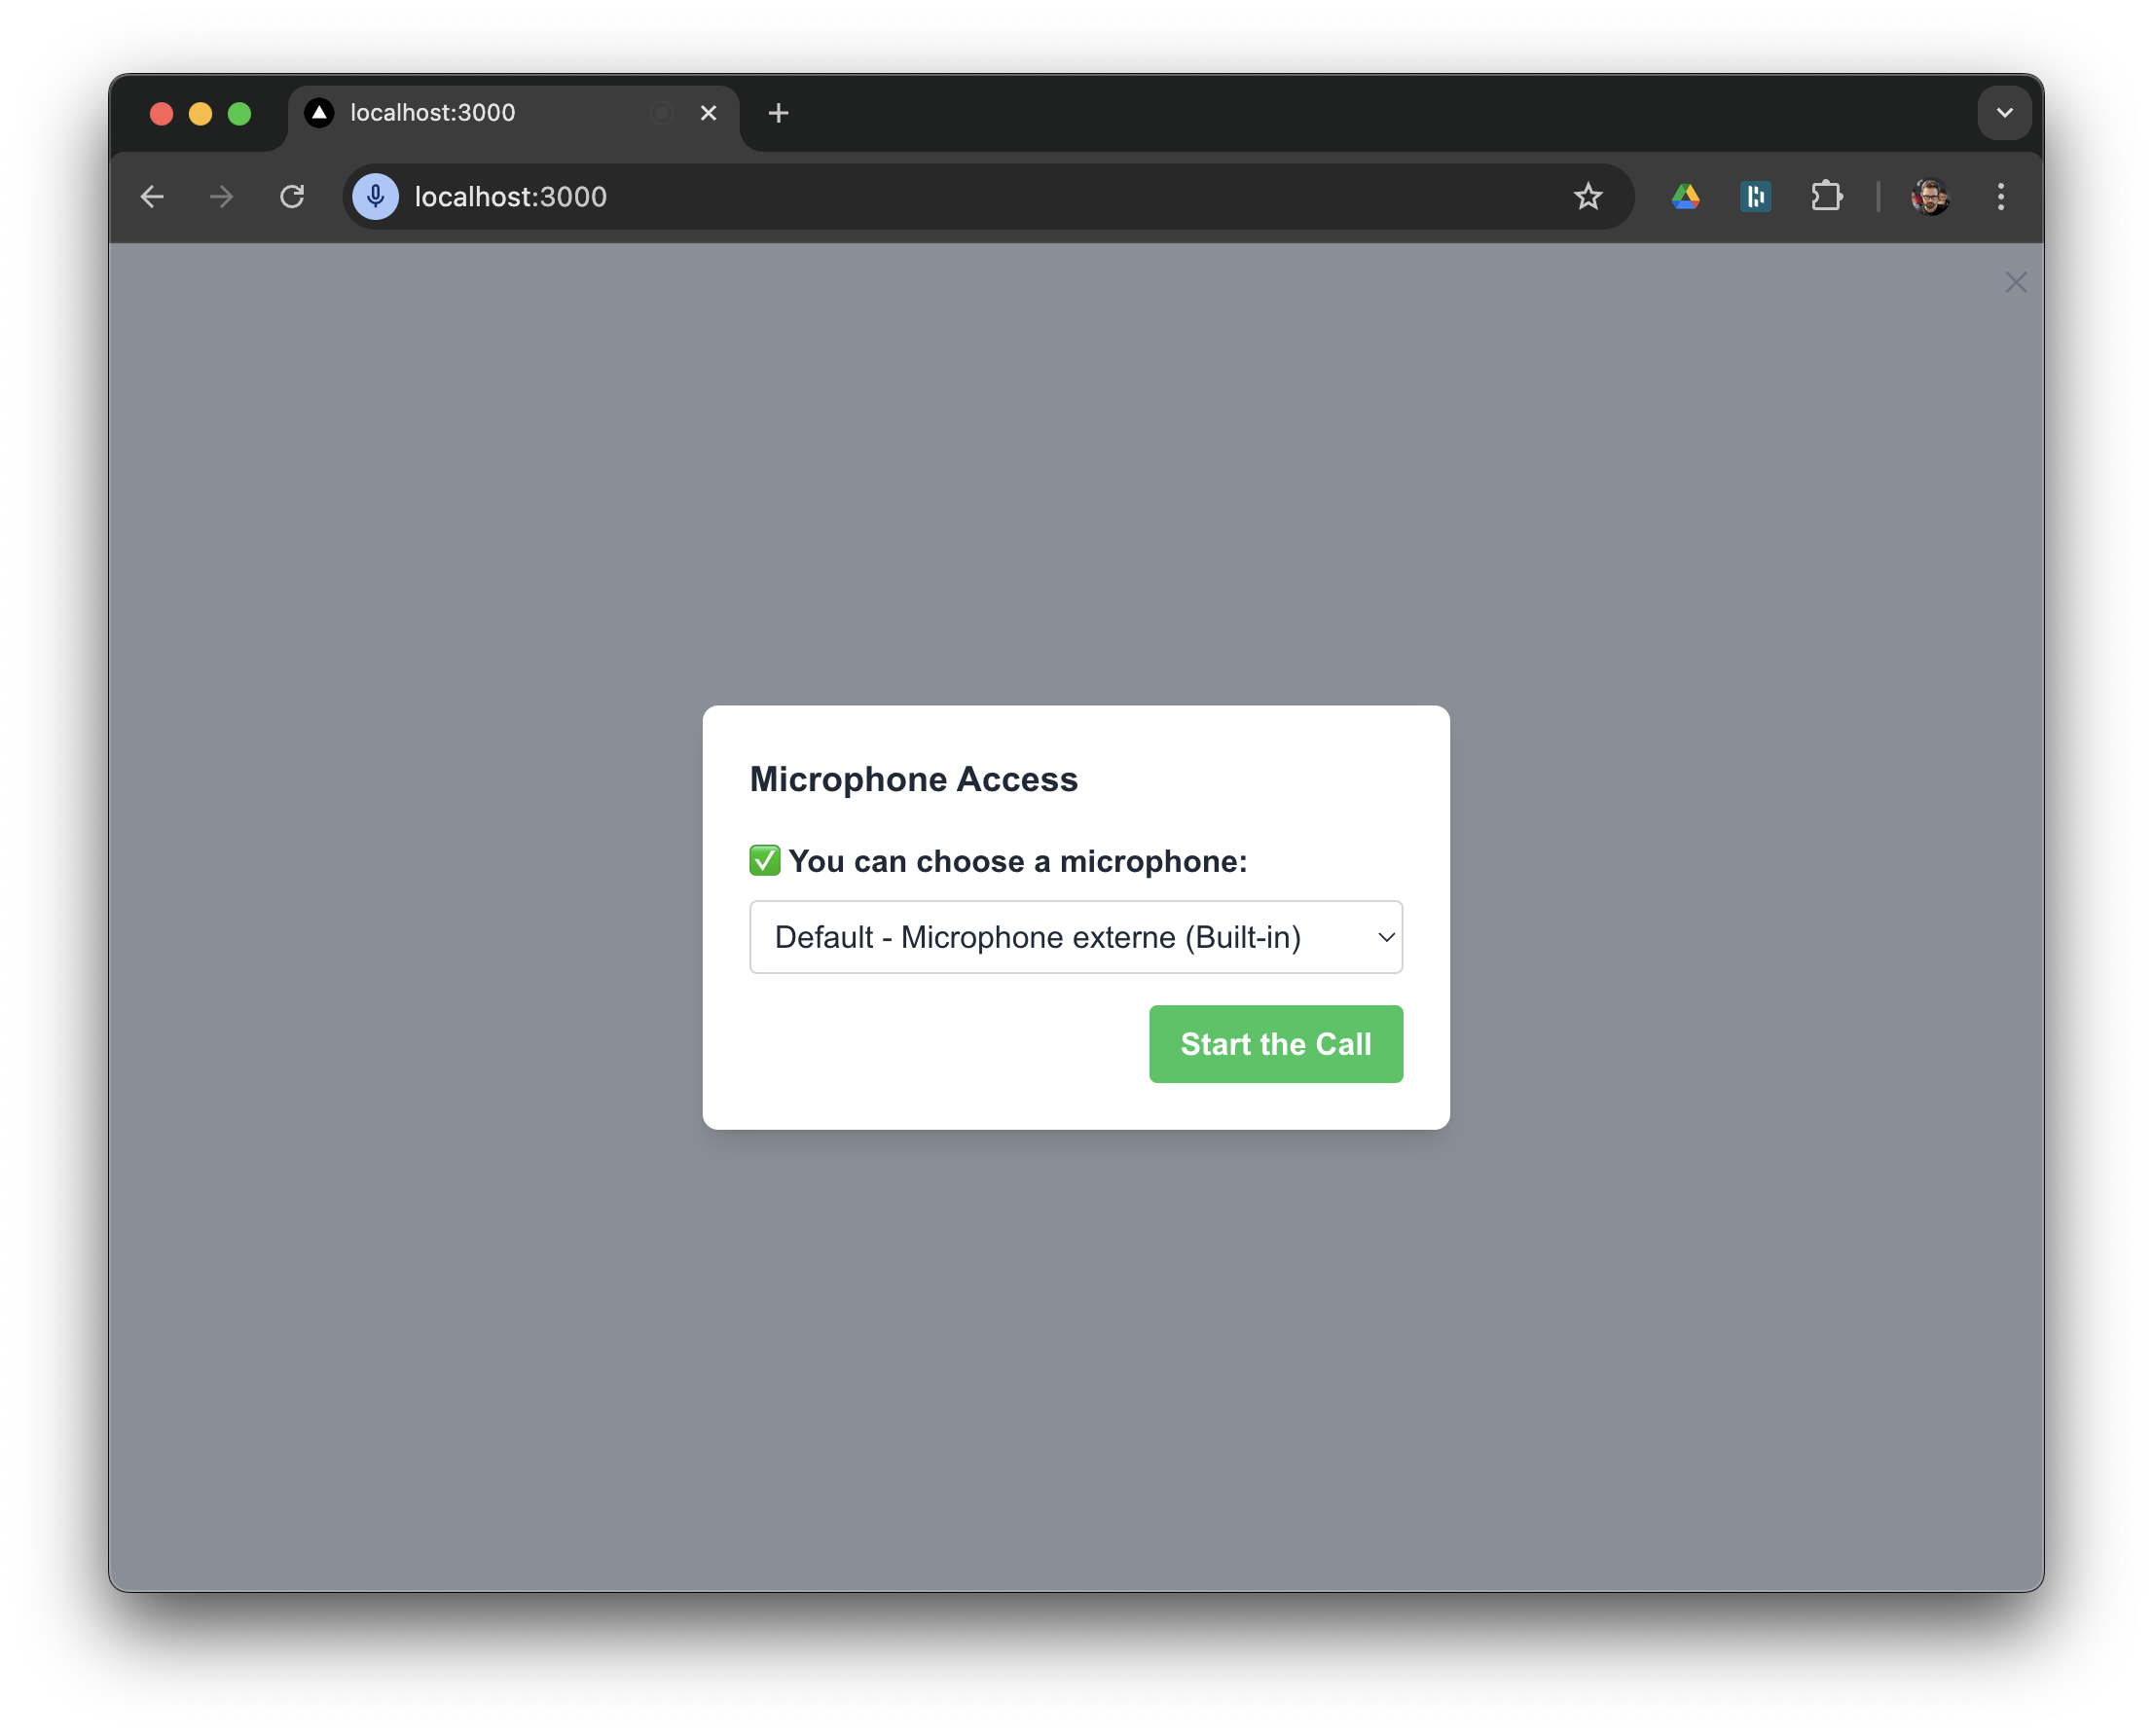 localhost:3000
localhost:3000
Microphone Access
✅ You can choose a microphone:
Default - Microphone externe (Built-in)
Start the Call